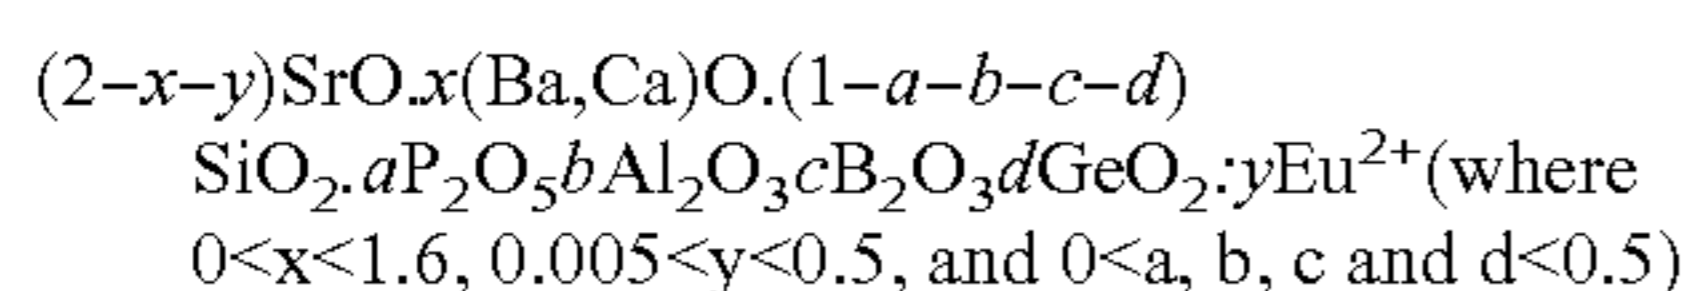 (2−x−y)SrO.x(Ba,Ca)O.(1−a−b−c−d)
SiO₂.aP₂O₅bAl₂O₃cB₂O₃dGeO₂:yEu²⁺(where
0<x<1.6, 0.005<y<0.5, and 0<a, b, c and d<0.5)